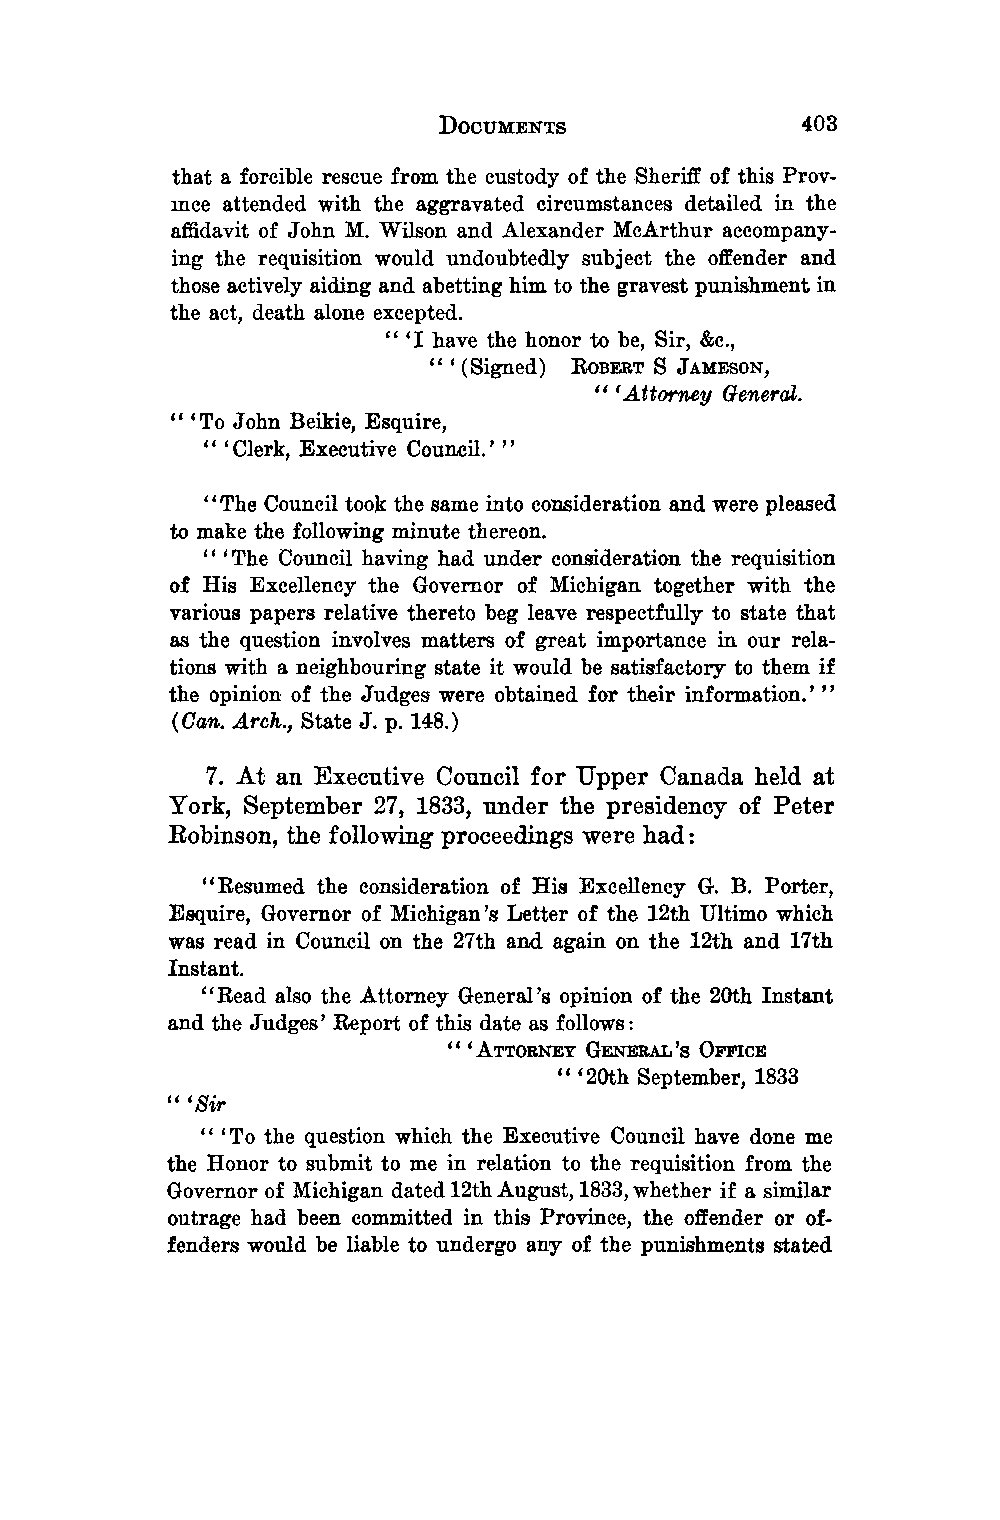 DOCUMENTS 403
that a forcible rescue from the custody of the Sheriff of this Prov-
ince attended with the aggravated circumstances detailed in the
affidavit of John M. Wilson and Alexander McArthur accompany-
ing the requisition would undoubtedly subject the offender and
those actively aiding and abetting him to the gravest punishment in
the act, death alone excepted.
" 'I have the honor to be, Sir, &c.,
" '(Signed) ROBERT S JAMESON,
" 'Attorney General.
" 'To John Beikie, Esquire,
" 'Clerk, Executive Council.' "
"The Council took the same into consideration and were pleased
to make the following minute thereon.
" 'The Council having had under consideration the requisition
of His Excellency the Governor of Michigan together with the
various papers relative thereto beg leave respectfully to state that
as the question involves matters of great importance in our rela-
tions with a neighbouring state it would be satisfactory to them if
the opinion of the Judges were obtained for their information.' "
(Can. Arch., State J. p. 148.)
7. At an Executive Council for Upper Canada held at
York, September 27, 1833, under the presidency of Peter
Robinson, the following proceedings were had:
"Resumed the consideration of His Excellency G. B. Porter,
Esquire, Governor of Michigan's Letter of the 12th Ultimo which
was read in Council on the 27th and again on the 12th and 17th
Instant.
"Read also the Attorney General's opinion of the 20th Instant
and the Judges' Report of this date as follows:
" 'ATTORNEY GENERAL'S OFFICE
" '20th September, 1833
" 'Sir
" 'To the question which the Executive Council have done me
the Honor to submit to me in relation to the requisition from the
Governor of Michigan dated 12th August, 1833, whether if a similar
outrage had been committed in this Province, the offender or of-
fenders would be liable to undergo any of the punishments stated